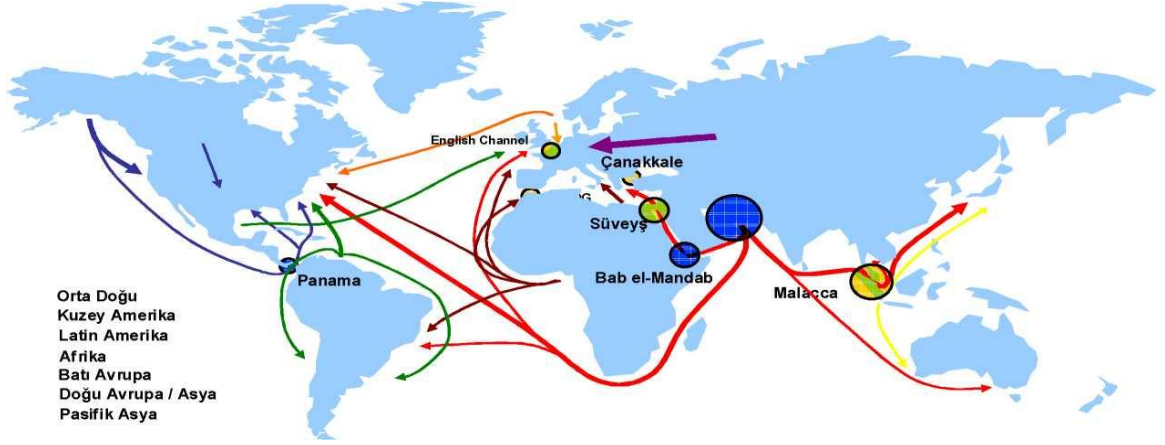 English Channel
Çanakkale
Süveyş
Bab el-Mandab
Panama
Malacca
Orta Doğu
Kuzey Amerika
Latin Amerika
Afrika
Batı Avrupa
Doğu Avrupa / Asya
Pasifik Asya